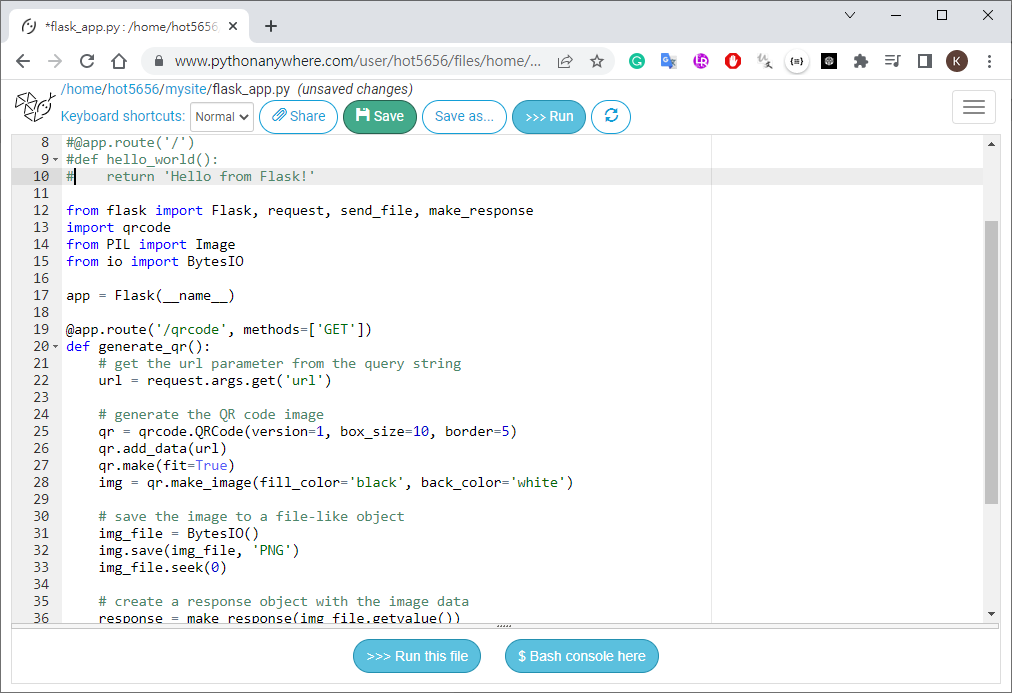 *flask_app.py : /home/hot5656
www.pythonanywhere.com/user/hot5656/files/home/...
K
/home/hot5656/mysite/flask_app.py (unsaved changes)
Keyboard shortcuts: Normal Share Save Save as... >>> Run
8 #@app.route('/')
9 #def hello_world():
10 #    return 'Hello from Flask!'
11
12 from flask import Flask, request, send_file, make_response
13 import qrcode
14 from PIL import Image
15 from io import BytesIO
16
17 app = Flask(__name__)
18
19 @app.route('/qrcode', methods=['GET'])
20 def generate_qr():
21     # get the url parameter from the query string
22     url = request.args.get('url')
23
24     # generate the QR code image
25     qr = qrcode.QRCode(version=1, box_size=10, border=5)
26     qr.add_data(url)
27     qr.make(fit=True)
28     img = qr.make_image(fill_color='black', back_color='white')
29
30     # save the image to a file-like object
31     img_file = BytesIO()
32     img.save(img_file, 'PNG')
33     img_file.seek(0)
34
35     # create a response object with the image data
36     response = make_response(img_file.getvalue())
>>> Run this file
$ Bash console here